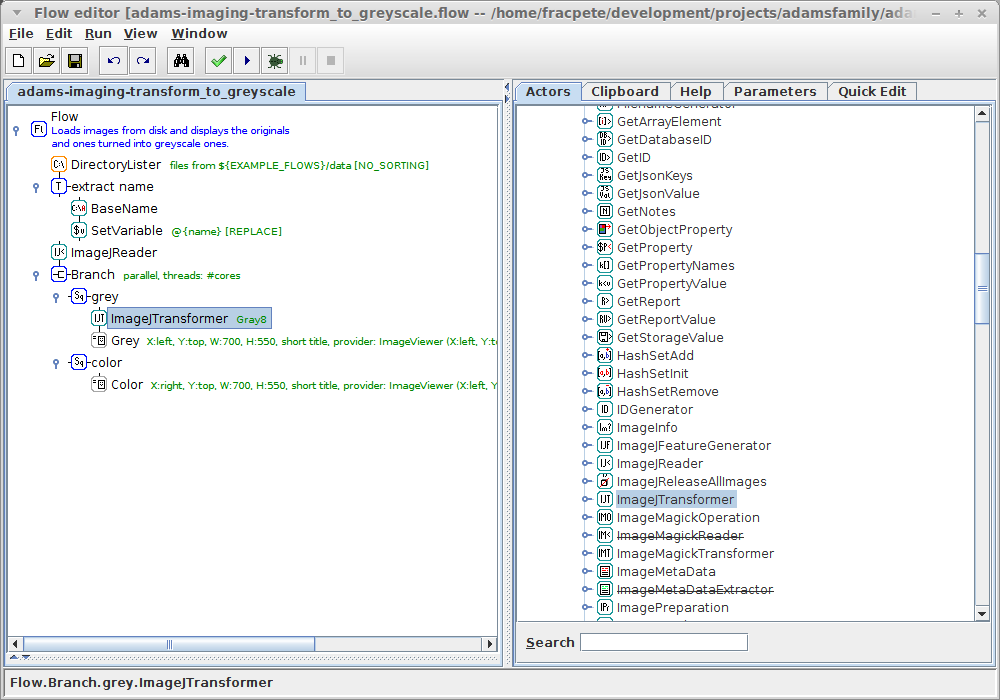 Flow editor [adams-imaging-transform_to_greyscale.flow -- /home/fracpete/development/projects/adamsfamily/ada
File Edit Run View Window
adams-imaging-transform_to_greyscale
Flow
Loads images from disk and displays the originals
and ones turned into greyscale ones.
DirectoryLister files from ${EXAMPLE_FLOWS}/data [NO_SORTING]
extract name
BaseName
SetVariable @{name} [REPLACE]
ImageJReader
Branch parallel, threads: #cores
grey
ImageJTransformer Gray8
Grey X:left, Y:top, W:700, H:550, short title, provider: ImageViewer (X:left, Y:t
color
Color X:right, Y:top, W:700, H:550, short title, provider: ImageViewer (X:left, Y
Actors Clipboard Help Parameters Quick Edit
GetArrayElement
GetDatabaseID
GetID
GetJsonKeys
GetJsonValue
GetNotes
GetObjectProperty
GetProperty
GetPropertyNames
GetPropertyValue
GetReport
GetReportValue
GetStorageValue
HashSetAdd
HashSetInit
HashSetRemove
IDGenerator
ImageInfo
ImageJFeatureGenerator
ImageJReader
ImageJReleaseAllImages
ImageJTransformer
ImageMagickOperation
ImageMagickReader
ImageMagickTransformer
ImageMetaData
ImageMetaDataExtractor
ImagePreparation
Search
Flow.Branch.grey.ImageJTransformer